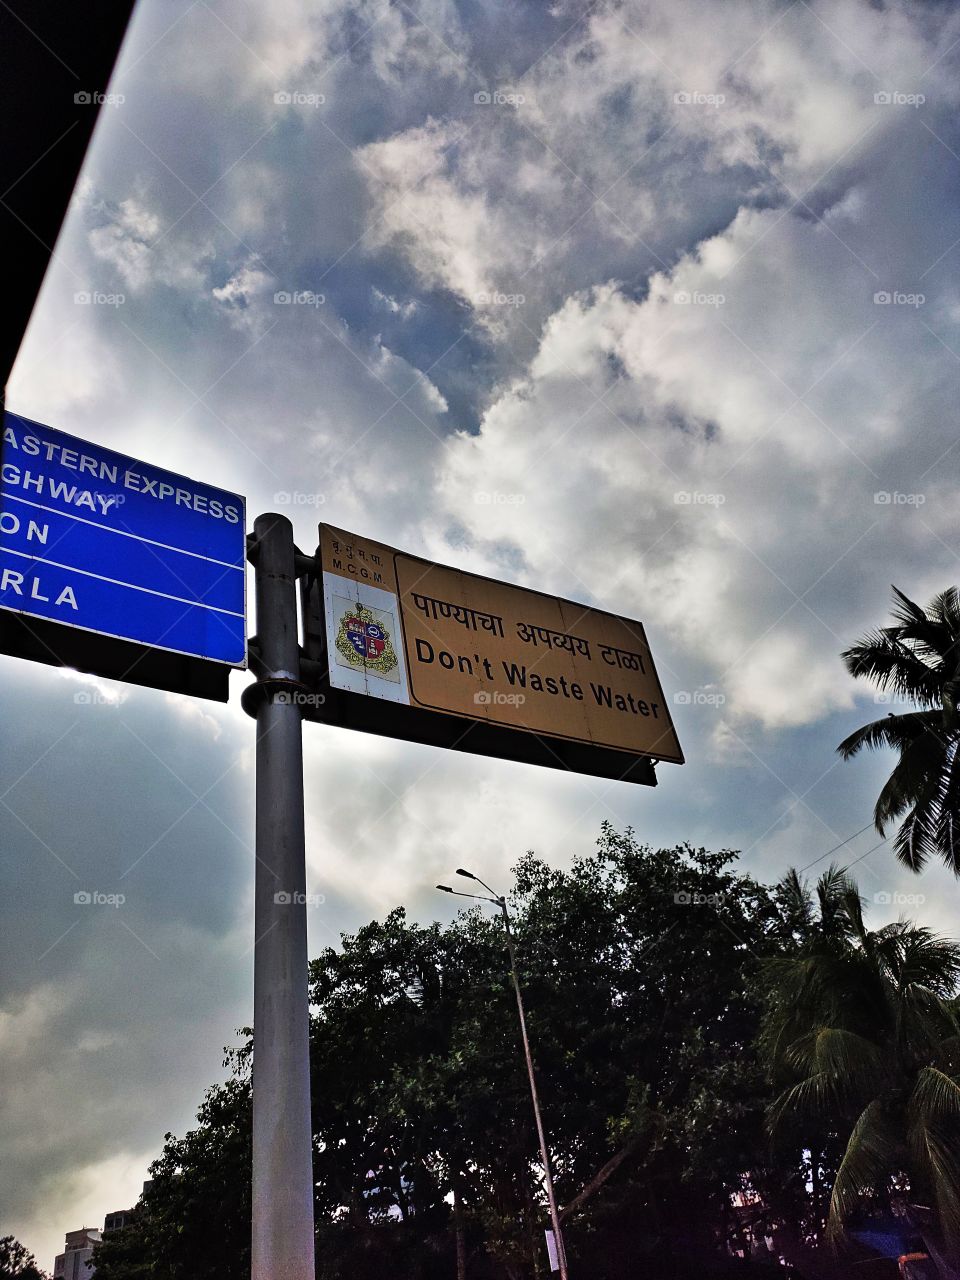 ASTERN EXPRESS
GHWAY
ON
RLA
बृ. मुं. म. पा.
M.C.G.M.
पाण्याचा अपव्यय टाळा
Don't Waste Water